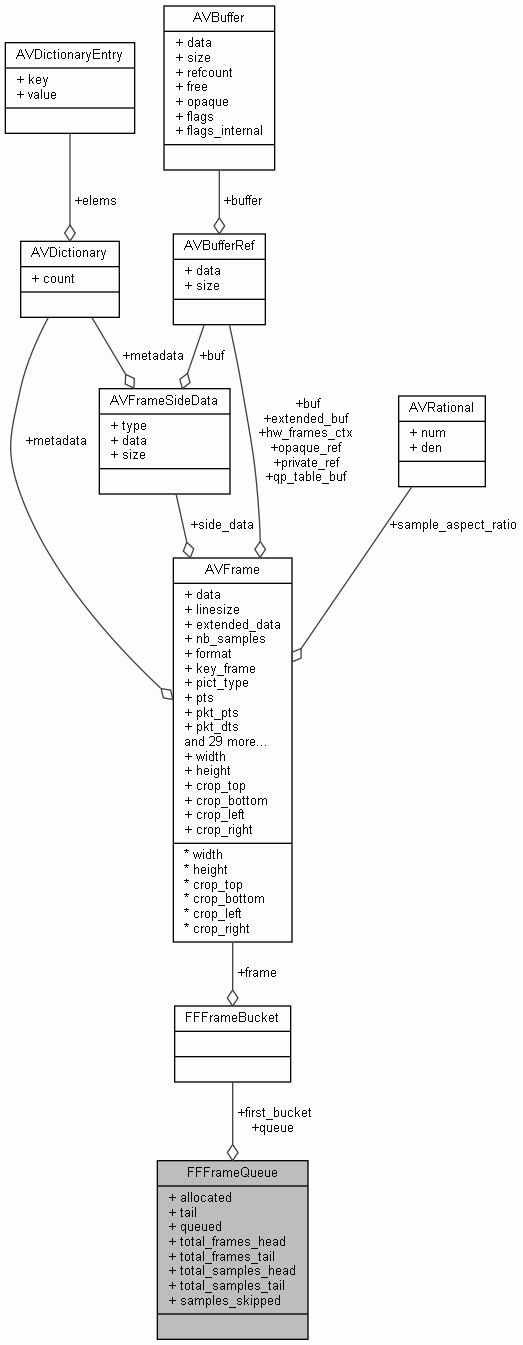 AVBuffer
+ data
+ size
+ refcount
+ free
+ opaque
+ flags
+ flags_internal
AVDictionaryEntry
+ key
+ value
+elems
+buffer
AVDictionary
+ count
AVBufferRef
+ data
+ size
+metadata
+buf
AVFrameSideData
+ type
+ data
+ size
+metadata
+buf
+extended_buf
+hw_frames_ctx
+opaque_ref
+private_ref
+qp_table_buf
AVRational
+ num
+ den
+side_data
+sample_aspect_ratio
AVFrame
+ data
+ linesize
+ extended_data
+ nb_samples
+ format
+ key_frame
+ pict_type
+ pts
+ pkt_pts
+ pkt_dts
and 29 more...
+ width
+ height
+ crop_top
+ crop_bottom
+ crop_left
+ crop_right
* width
* height
* crop_top
* crop_bottom
* crop_left
* crop_right
+frame
FFFrameBucket
+first_bucket
+queue
FFFrameQueue
+ allocated
+ tail
+ queued
+ total_frames_head
+ total_frames_tail
+ total_samples_head
+ total_samples_tail
+ samples_skipped